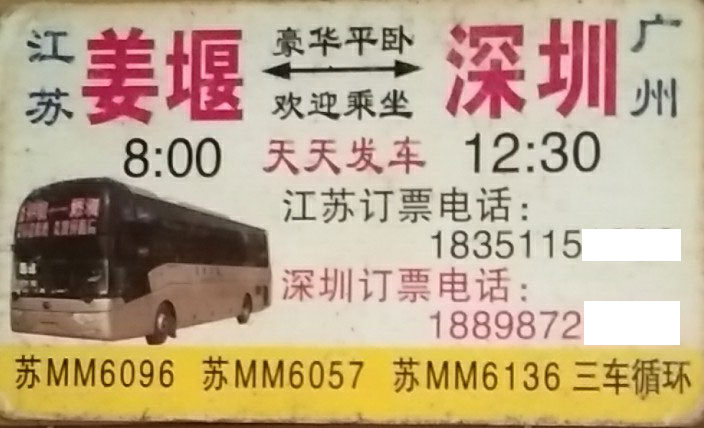 江苏 姜堰 豪华平卧 深圳 广州
欢迎乘坐
8:00 天天发车 12:30
江苏订票电话：
18351115
深圳订票电话：
18898872
苏MM6096 苏MM6057 苏MM6136 三车循环